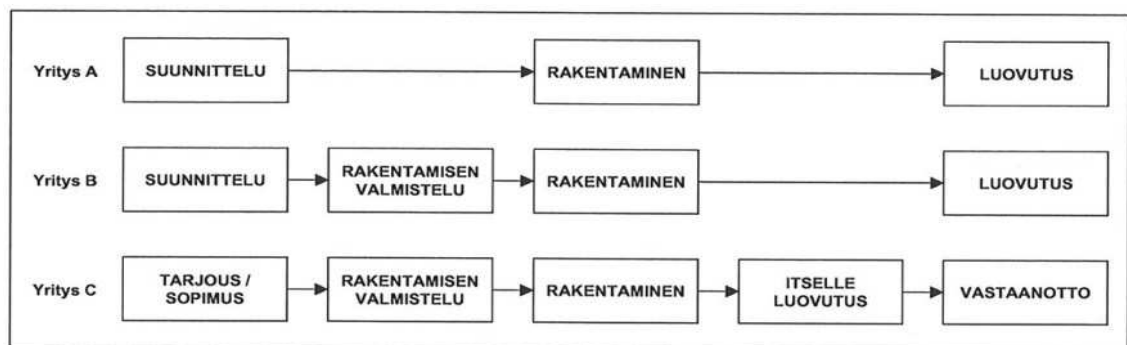 Yritys A
SUUNNITTELU
RAKENTAMINEN
LUOVUTUS
Yritys B
SUUNNITTELU
RAKENTAMISEN
VALMISTELU
RAKENTAMINEN
LUOVUTUS
Yritys C
TARJOUS /
SOPIMUS
RAKENTAMISEN
VALMISTELU
RAKENTAMINEN
ITSELLE
LUOVUTUS
VASTAANOTTO